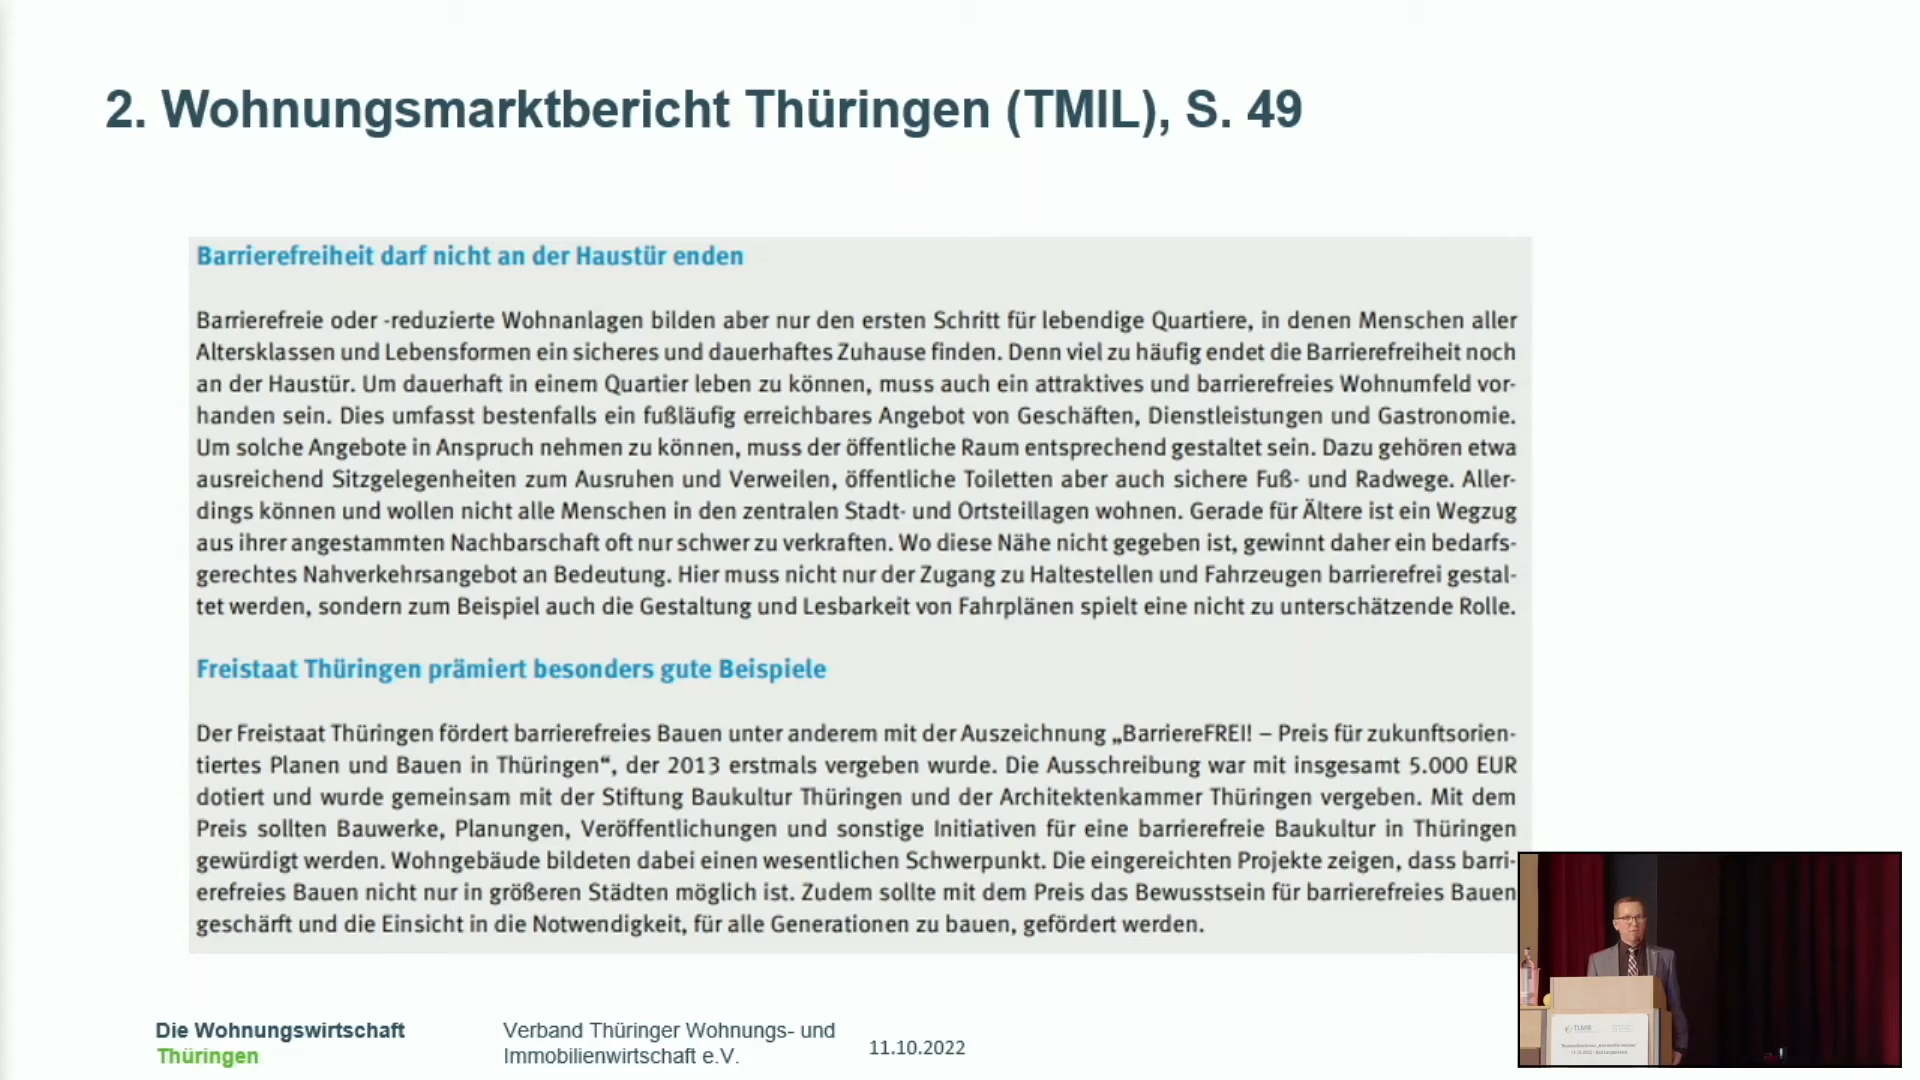 2. Wohnungsmarktbericht Thüringen (TMIL), S. 49
Barrierefreiheit darf nicht an der Haustür enden
Barrierefreie oder -reduzierte Wohnanlagen bilden aber nur den ersten Schritt für lebendige Quartiere, in denen Menschen aller
Altersklassen und Lebensformen ein sicheres und dauerhaftes Zuhause finden. Denn viel zu häufig endet die Barrierefreiheit noch
an der Haustür. Um dauerhaft in einem Quartier leben zu können, muss auch ein attraktives und barrierefreies Wohnumfeld vor-
handen sein. Dies umfasst bestenfalls ein fußläufig erreichbares Angebot von Geschäften, Dienstleistungen und Gastronomie.
Um solche Angebote in Anspruch nehmen zu können, muss der öffentliche Raum entsprechend gestaltet sein. Dazu gehören etwa
ausreichend Sitzgelegenheiten zum Ausruhen und Verweilen, öffentliche Toiletten aber auch sichere Fuß- und Radwege. Aller-
dings können und wollen nicht alle Menschen in den zentralen Stadt- und Ortsteillagen wohnen. Gerade für Ältere ist ein Wegzug
aus ihrer angestammten Nachbarschaft oft nur schwer zu verkraften. Wo diese Nähe nicht gegeben ist, gewinnt daher ein bedarfs-
gerechtes Nahverkehrsangebot an Bedeutung. Hier muss nicht nur der Zugang zu Haltestellen und Fahrzeugen barrierefrei gestal-
tet werden, sondern zum Beispiel auch die Gestaltung und Lesbarkeit von Fahrplänen spielt eine nicht zu unterschätzende Rolle.
Freistaat Thüringen prämiert besonders gute Beispiele
Der Freistaat Thüringen fördert barrierefreies Bauen unter anderem mit der Auszeichnung „BarriereFREI! – Preis für zukunftsorien-
tiertes Planen und Bauen in Thüringen“, der 2013 erstmals vergeben wurde. Die Ausschreibung war mit insgesamt 5.000 EUR
dotiert und wurde gemeinsam mit der Stiftung Baukultur Thüringen und der Architektenkammer Thüringen vergeben. Mit dem
Preis sollten Bauwerke, Planungen, Veröffentlichungen und sonstige Initiativen für eine barrierefreie Baukultur in Thüringen
gewürdigt werden. Wohngebäude bildeten dabei einen wesentlichen Schwerpunkt. Die eingereichten Projekte zeigen, dass barri-
erefreies Bauen nicht nur in größeren Städten möglich ist. Zudem sollte mit dem Preis das Bewusstsein für barrierefreies Bauen
geschärft und die Einsicht in die Notwendigkeit, für alle Generationen zu bauen, gefördert werden.
Die Wohnungswirtschaft
Thüringen
Verband Thüringer Wohnungs- und
Immobilienwirtschaft e.V.
11.10.2022
TLMB